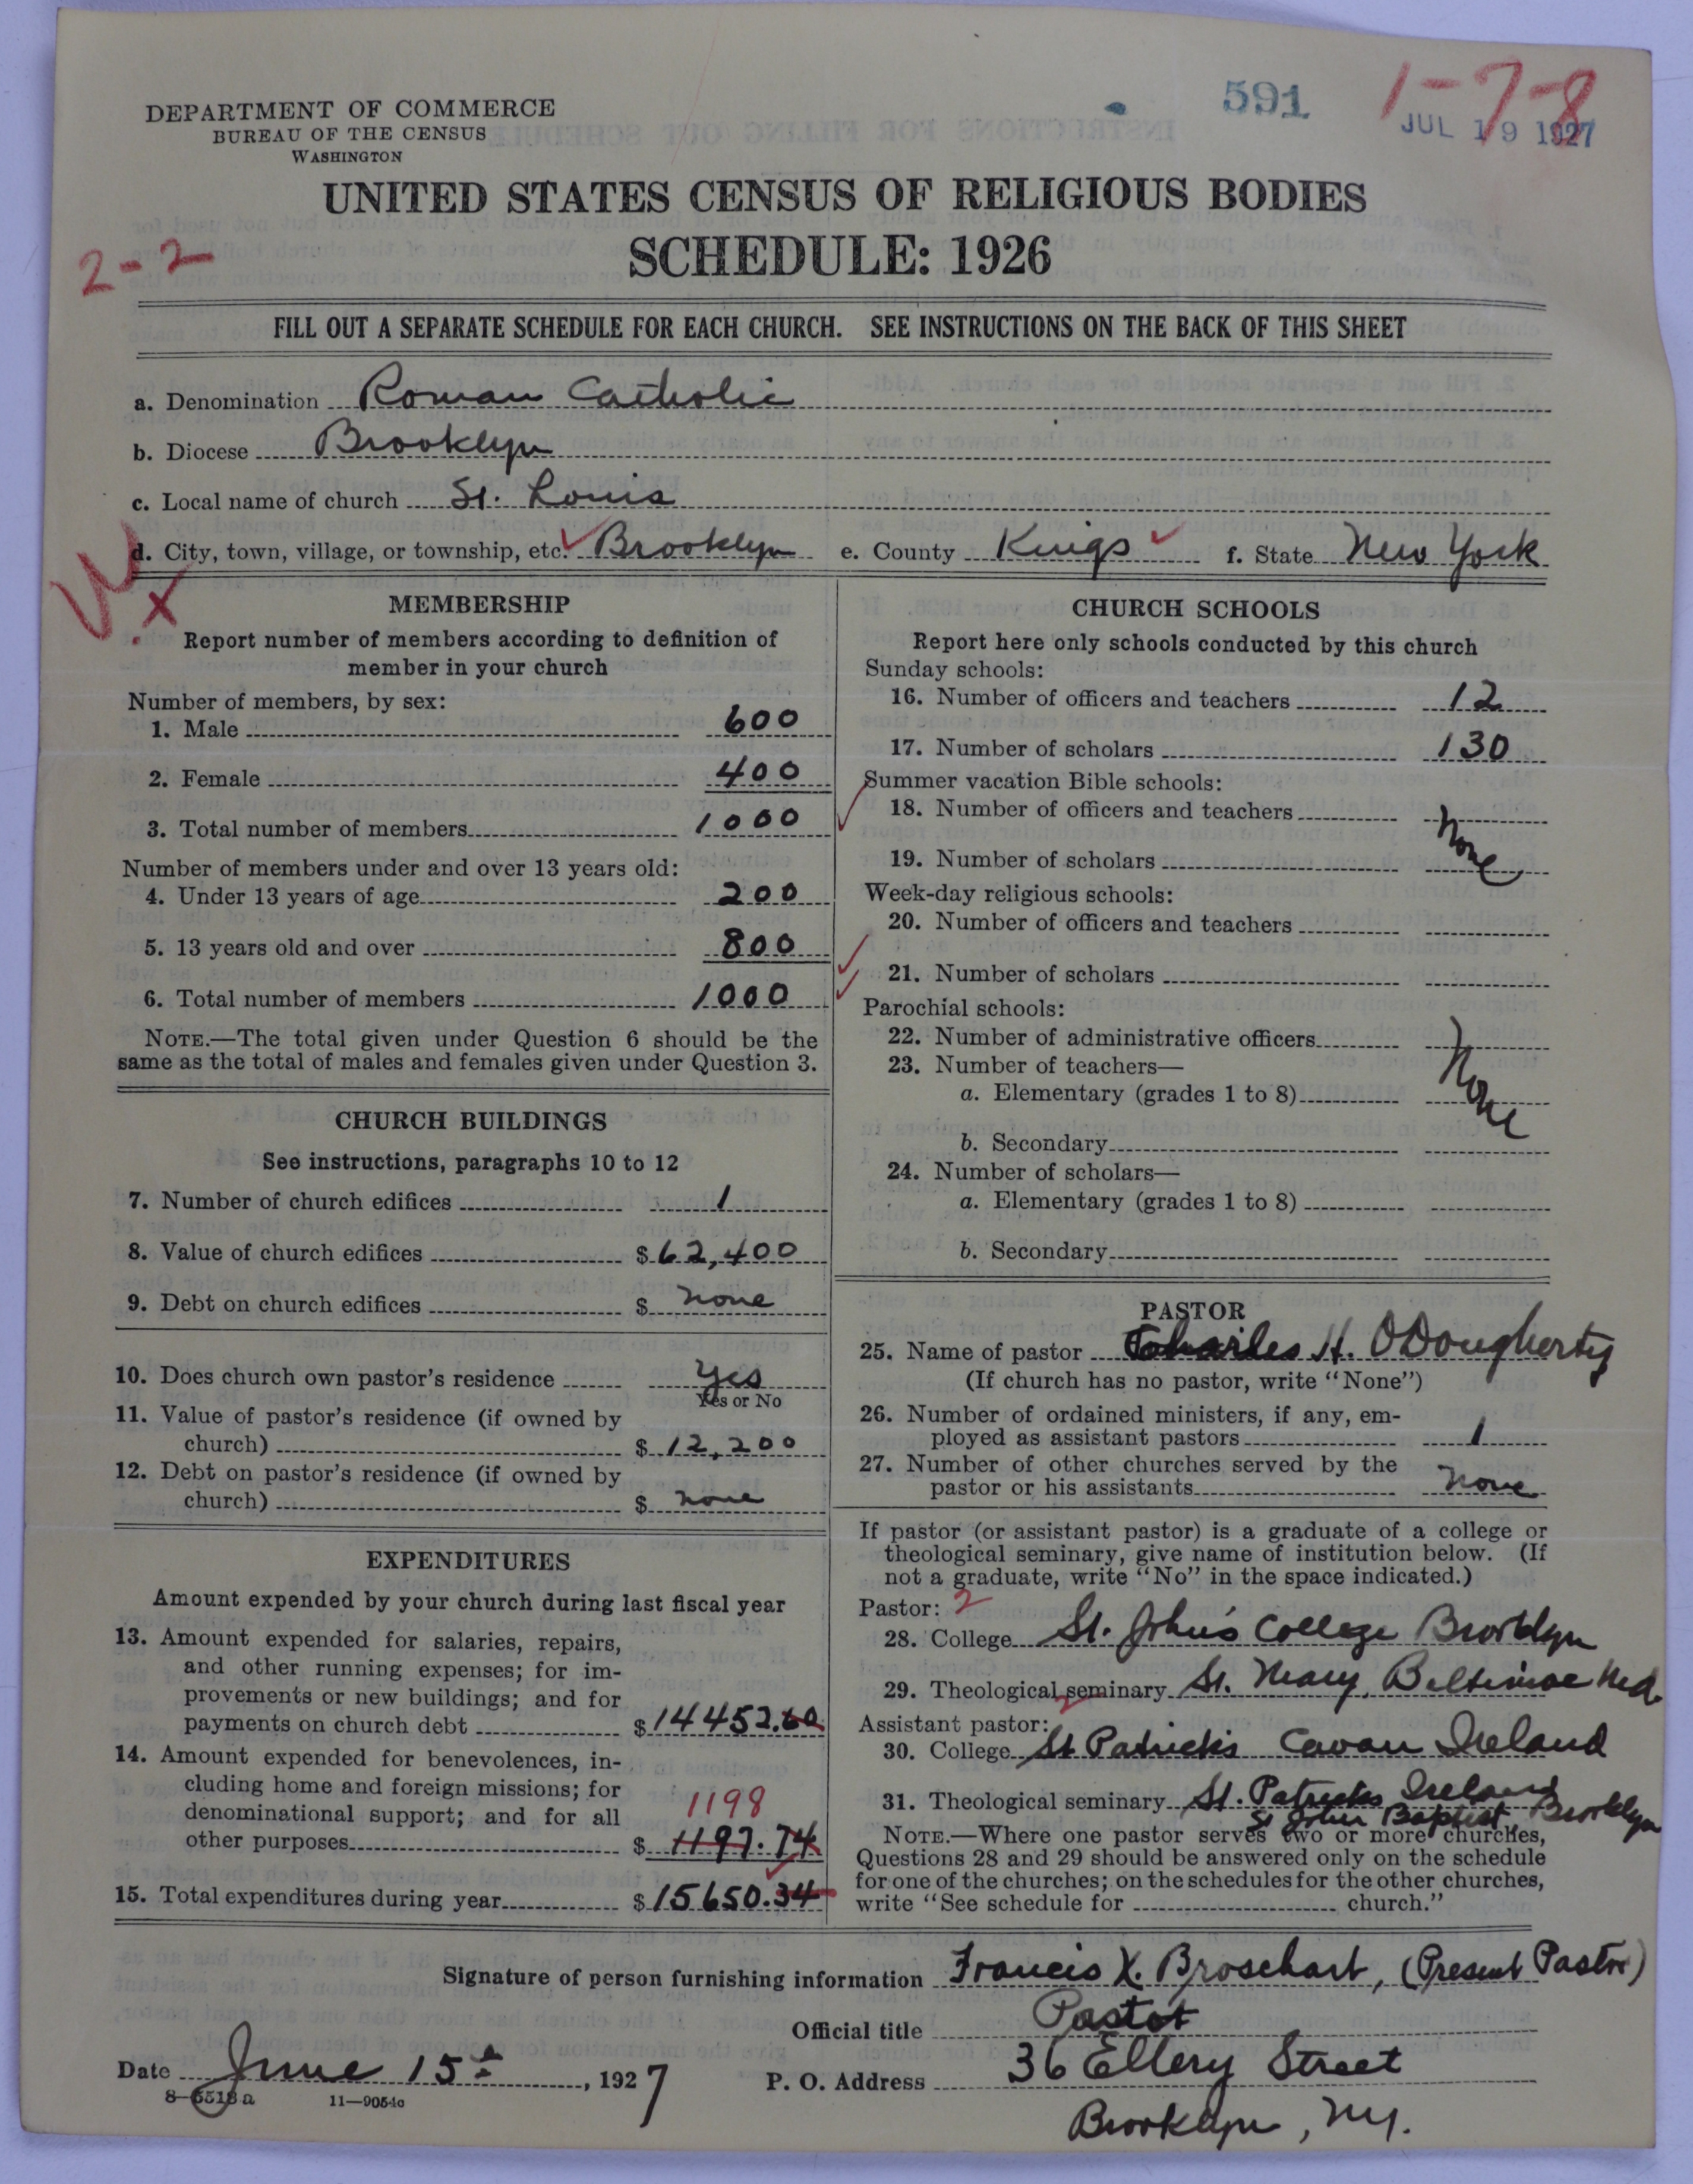 591
1-7-8
JUL 19 1927
DEPARTMENT OF COMMERCE
BUREAU OF THE CENSUS
WASHINGTON
UNITED STATES CENSUS OF RELIGIOUS BODIES
SCHEDULE: 1926
2-2
FILL OUT A SEPARATE SCHEDULE FOR EACH CHURCH. SEE INSTRUCTIONS ON THE BACK OF THIS SHEET
a. Denomination Roman Catholic
b. Diocese Brooklyn
c. Local name of church St. Louis
d. City, town, village, or township, etc. Brooklyn e. County Kings f. State New York
X
MEMBERSHIP
Report number of members according to definition of
member in your church
Number of members, by sex:
1. Male 600
2. Female 400
3. Total number of members 1000
Number of members under and over 13 years old:
4. Under 13 years of age 200
5. 13 years old and over 800
6. Total number of members 1000
NOTE.—The total given under Question 6 should be the
same as the total of males and females given under Question 3.
CHURCH BUILDINGS
See instructions, paragraphs 10 to 12
7. Number of church edifices 1
8. Value of church edifices $ 62,400
9. Debt on church edifices $ none
10. Does church own pastor's residence Yes
Yes or No
11. Value of pastor's residence (if owned by
church) $ 12,200
12. Debt on pastor's residence (if owned by
church) $ none
EXPENDITURES
Amount expended by your church during last fiscal year
13. Amount expended for salaries, repairs,
and other running expenses; for im-
provements or new buildings; and for
payments on church debt $ 14452.60
14. Amount expended for benevolences, in-
cluding home and foreign missions; for
denominational support; and for all
1198
other purposes $ 1197.74
15. Total expenditures during year $ 15650.34
CHURCH SCHOOLS
Report here only schools conducted by this church
Sunday schools:
16. Number of officers and teachers 12
17. Number of scholars 130
Summer vacation Bible schools:
18. Number of officers and teachers
None
19. Number of scholars
Week-day religious schools:
20. Number of officers and teachers
21. Number of scholars
Parochial schools:
22. Number of administrative officers
23. Number of teachers—
None
a. Elementary (grades 1 to 8)
b. Secondary
24. Number of scholars—
a. Elementary (grades 1 to 8)
b. Secondary
PASTOR
25. Name of pastor Charles H. ODougherty
(If church has no pastor, write "None")
26. Number of ordained ministers, if any, em-
ployed as assistant pastors 1
27. Number of other churches served by the
pastor or his assistants none
If pastor (or assistant pastor) is a graduate of a college or
theological seminary, give name of institution below. (If
not a graduate, write "No" in the space indicated.)
Pastor: 2
28. College St. John's College Brooklyn
29. Theological seminary St. Mary, Baltimore Md.
Assistant pastor: 2
30. College St Patrick's Cavan Ireland
31. Theological seminary St. Patricks Ireland
St John Baptist Brooklyn
NOTE.—Where one pastor serves two or more churches,
Questions 28 and 29 should be answered only on the schedule
for one of the churches; on the schedules for the other churches,
write "See schedule for church."
Signature of person furnishing information Francis X. Brosehart, (Present Pastor)
Official title Pastor
Date June 15th, 1927 P. O. Address 36 Ellery Street
Brooklyn, N.Y.
8—6518 a 11—9054a